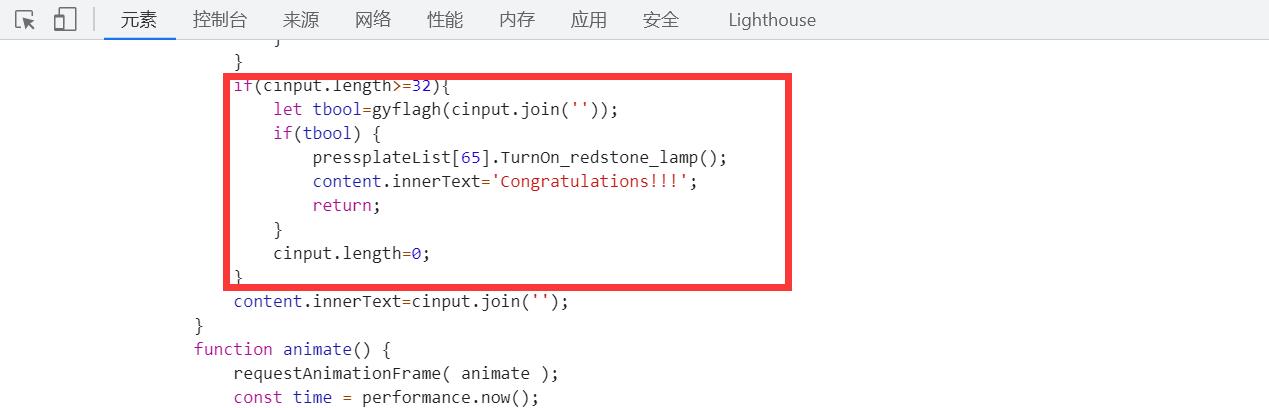 元素 控制台 来源 网络 性能 内存 应用 安全 Lighthouse
}
}
if(cinput.length>=32){
let tbool=gyflagh(cinput.join(''));
if(tbool) {
pressplateList[65].TurnOn_redstone_lamp();
content.innerText='Congratulations!!!';
return;
}
cinput.length=0;
}
content.innerText=cinput.join('');
}
function animate() {
requestAnimationFrame( animate );
const time = performance.now();